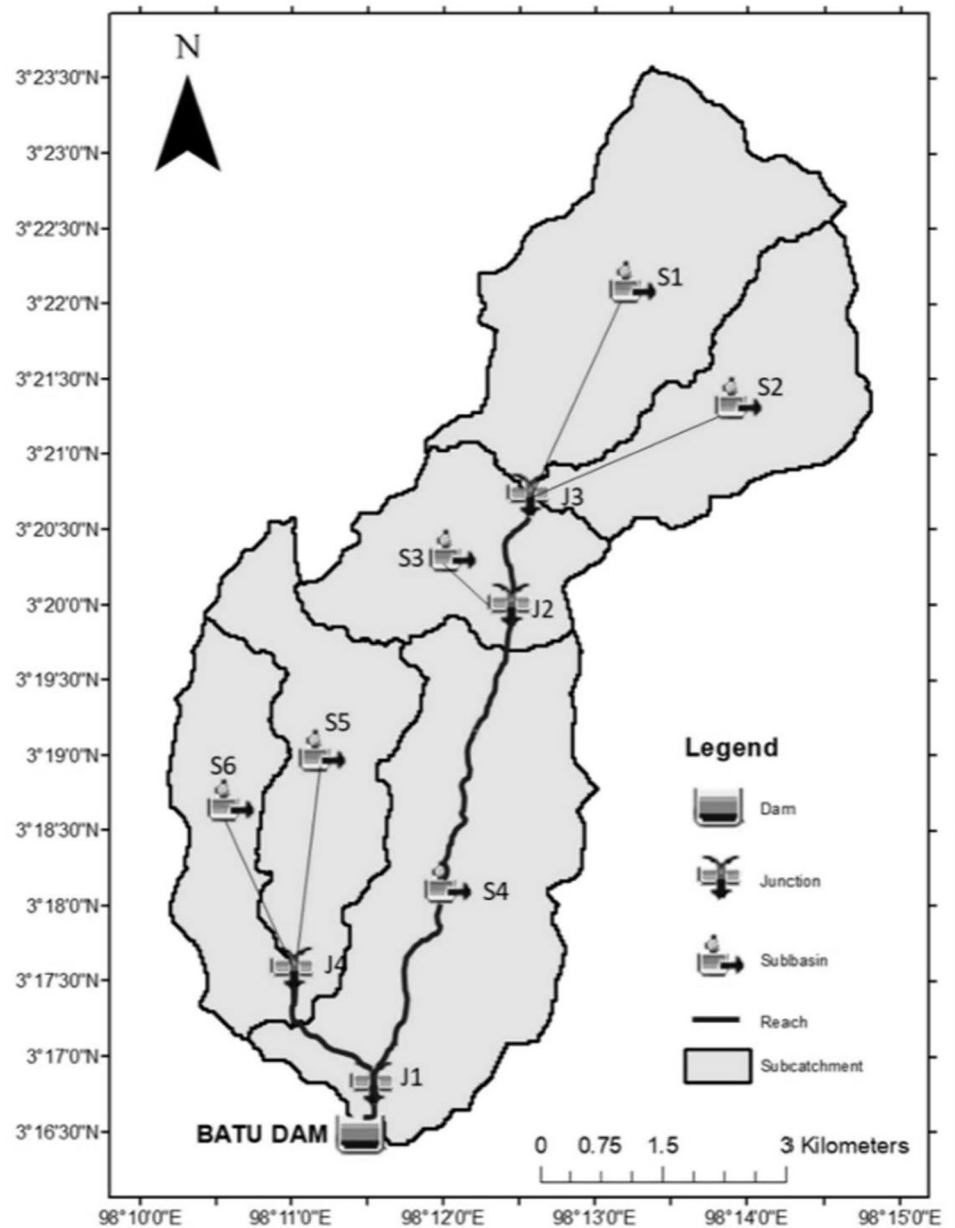 N
3°23'30"N
3°23'0"N
3°22'30"N
3°22'0"N
3°21'30"N
3°21'0"N
3°20'30"N
3°20'0"N
3°19'30"N
3°19'0"N
3°18'30"N
3°18'0"N
3°17'30"N
3°17'0"N
3°16'30"N
S1
S2
J3
S3
J2
S5
S6
S4
J4
J1
BATU DAM
Legend
Dam
Junction
Subbasin
Reach
Subcatchment
0 0.75 1.5 3 Kilometers
98°10'0"E 98°11'0"E 98°12'0"E 98°13'0"E 98°14'0"E 98°15'0"E